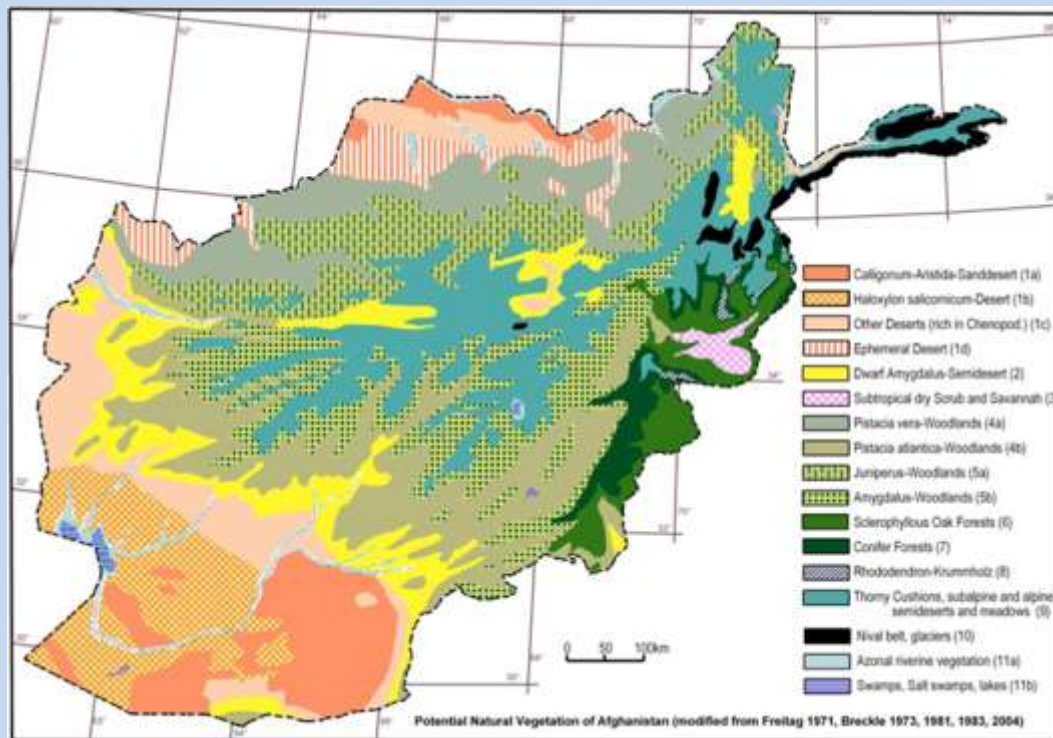 Calligonum-Aristida-Sanddesert (1a)
Haloxylon salicornicum-Desert (1b)
Other Deserts (rich in Chenopod.) (1c)
Ephemeral Desert (1d)
Dwarf Amygdalus-Semidesert (2)
Subtropical dry Scrub and Savannah (3
Pistacia vera-Woodlands (4a)
Pistacia atlantica-Woodlands (4b)
Juniperus-Woodlands (5a)
Amygdalus-Woodlands (5b)
Sclerophyllous Oak Forests (6)
Conifer Forests (7)
Rhododendron-Krummholz (8)
Thorny Cushions, subalpine and alpine
semideserts and meadows (9)
Nival belt, glaciers (10)
Azonal riverine vegetation (11a)
Swamps, Salt swamps, lakes (11b)
0 50 100km
Potential Natural Vegetation of Afghanistan (modified from Freitag 1971, Breckle 1973, 1981, 1983, 2004)